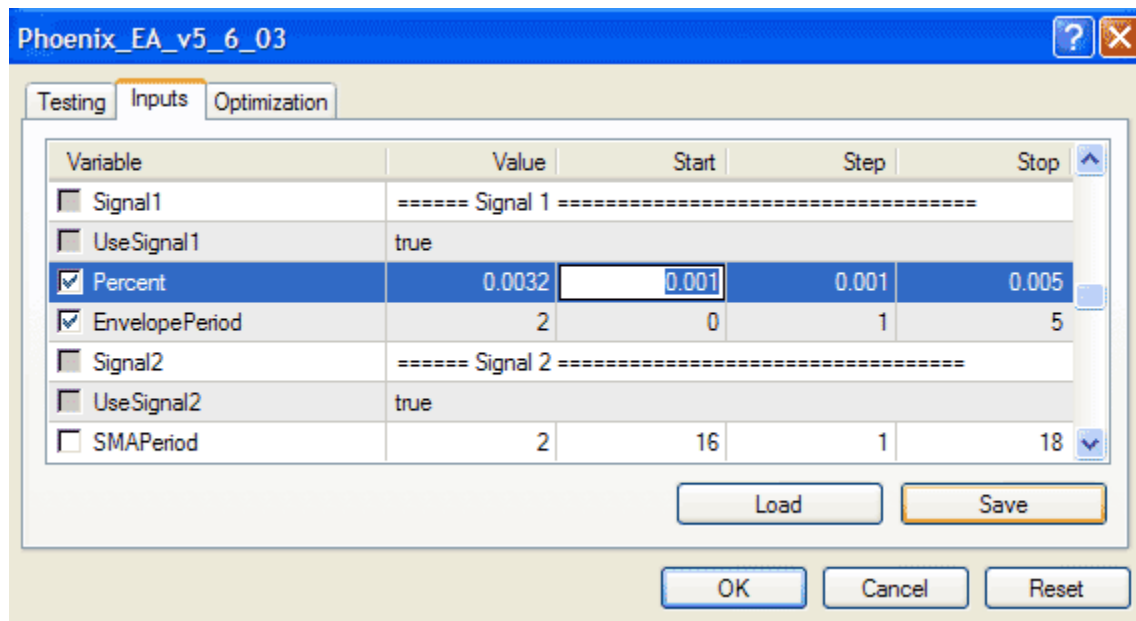 Phoenix_EA_v5_6_03
Testing Inputs Optimization
Variable Value Start Step Stop
Signal1 ====== Signal 1 ===================================
UseSignal1 true
Percent 0.0032 0.001 0.001 0.005
EnvelopePeriod 2 0 1 5
Signal2 ====== Signal 2 ==================================
UseSignal2 true
SMAPeriod 2 16 1 18
Load Save
OK Cancel Reset